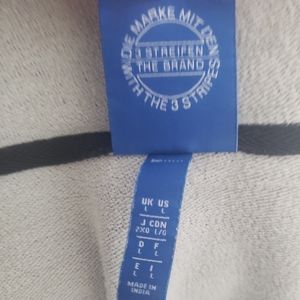 DIE MARKE MIT DEN
3 STREIFEN
THE BRAND
WITH THE 3 STRIPES
UK US
L L
J CDN
2XO L/G
D F
L L
E I
L L
MADE IN
INDIA